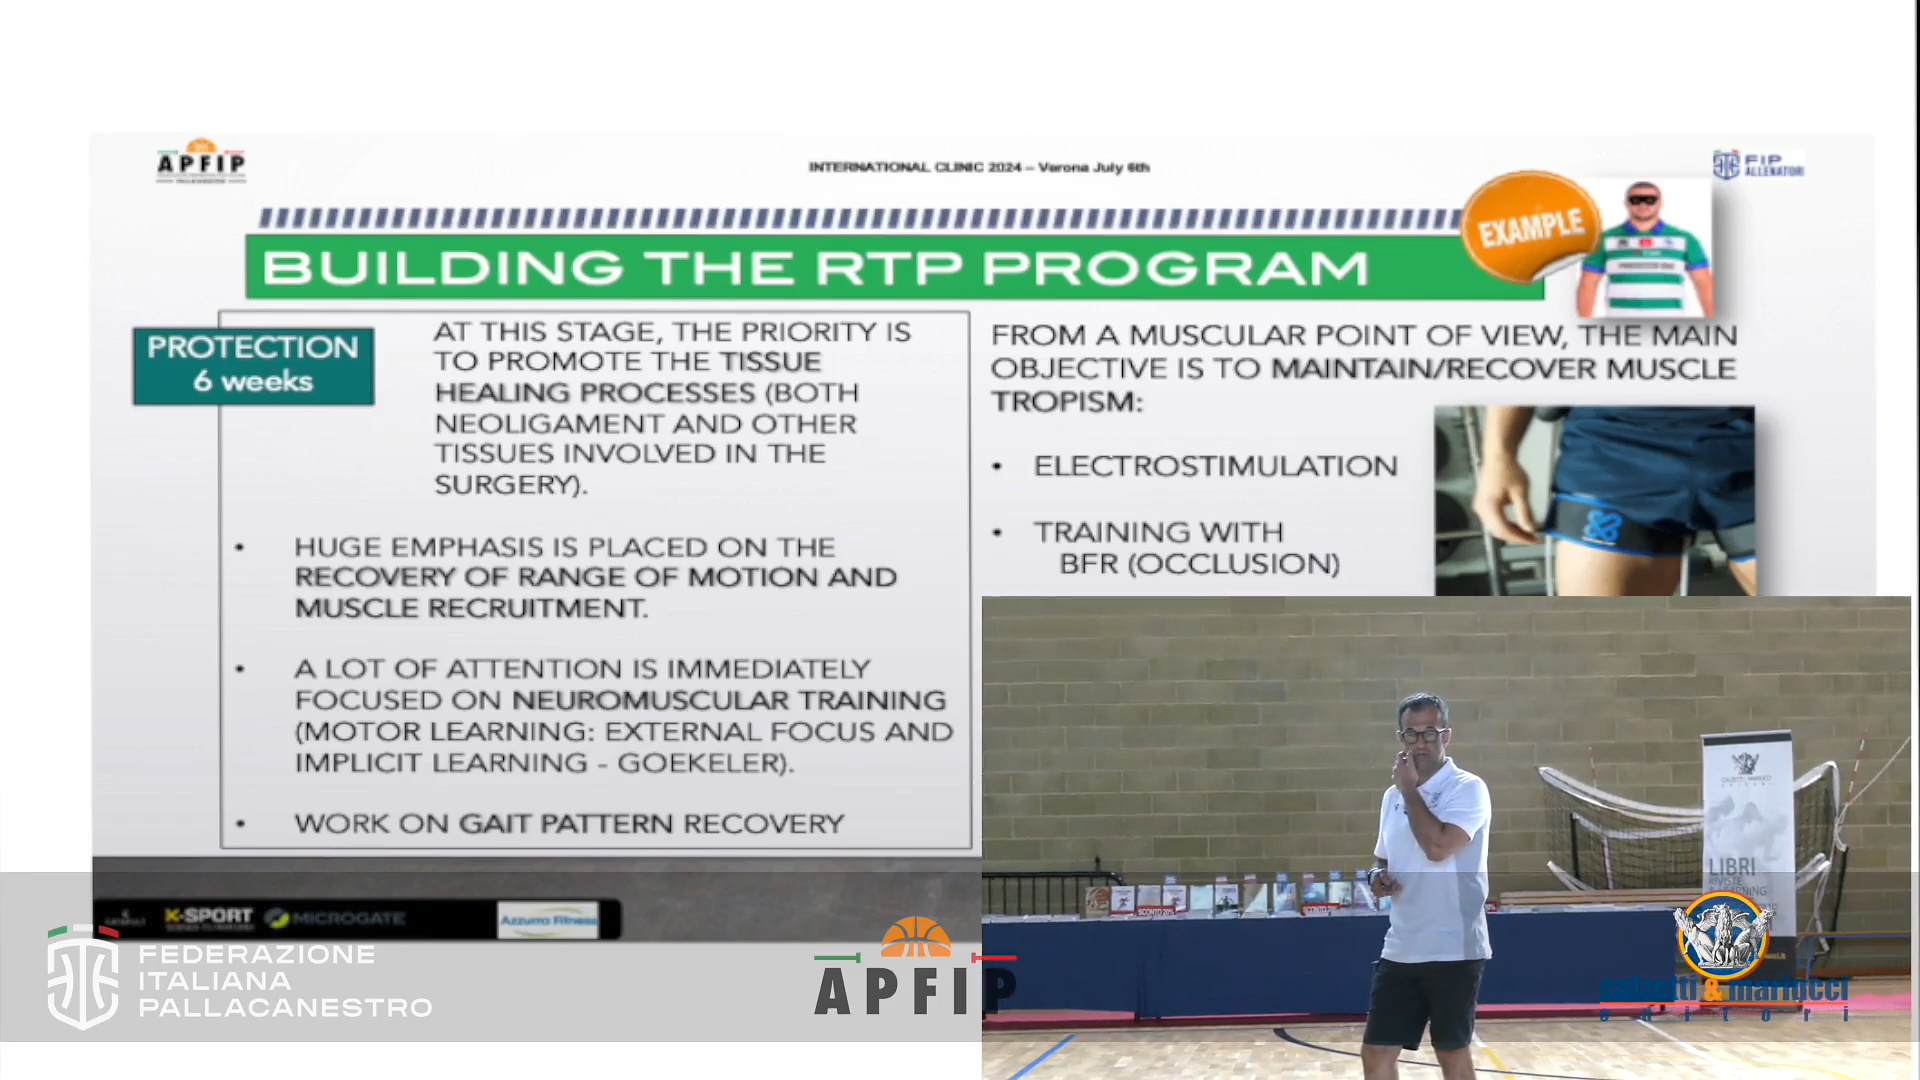 APFIP
INTERNATIONAL CLINIC 2024 – Verona July 6th
FIP
ALLENATORI
EXAMPLE
BUILDING THE RTP PROGRAM
PROTECTION
6 weeks
AT THIS STAGE, THE PRIORITY IS
TO PROMOTE THE TISSUE
HEALING PROCESSES (BOTH
NEOLIGAMENT AND OTHER
TISSUES INVOLVED IN THE
SURGERY).
• HUGE EMPHASIS IS PLACED ON THE
RECOVERY OF RANGE OF MOTION AND
MUSCLE RECRUITMENT.
• A LOT OF ATTENTION IS IMMEDIATELY
FOCUSED ON NEUROMUSCULAR TRAINING
(MOTOR LEARNING: EXTERNAL FOCUS AND
IMPLICIT LEARNING - GOEKELER).
• WORK ON GAIT PATTERN RECOVERY
FROM A MUSCULAR POINT OF VIEW, THE MAIN
OBJECTIVE IS TO MAINTAIN/RECOVER MUSCLE
TROPISM:
• ELECTROSTIMULATION
• TRAINING WITH
BFR (OCCLUSION)
K-SPORT
MICROGATE
Azzurro Fitness
FEDERAZIONE
ITALIANA
PALLACANESTRO
APFIP
LIBRI
calzetti & mariucci
editori